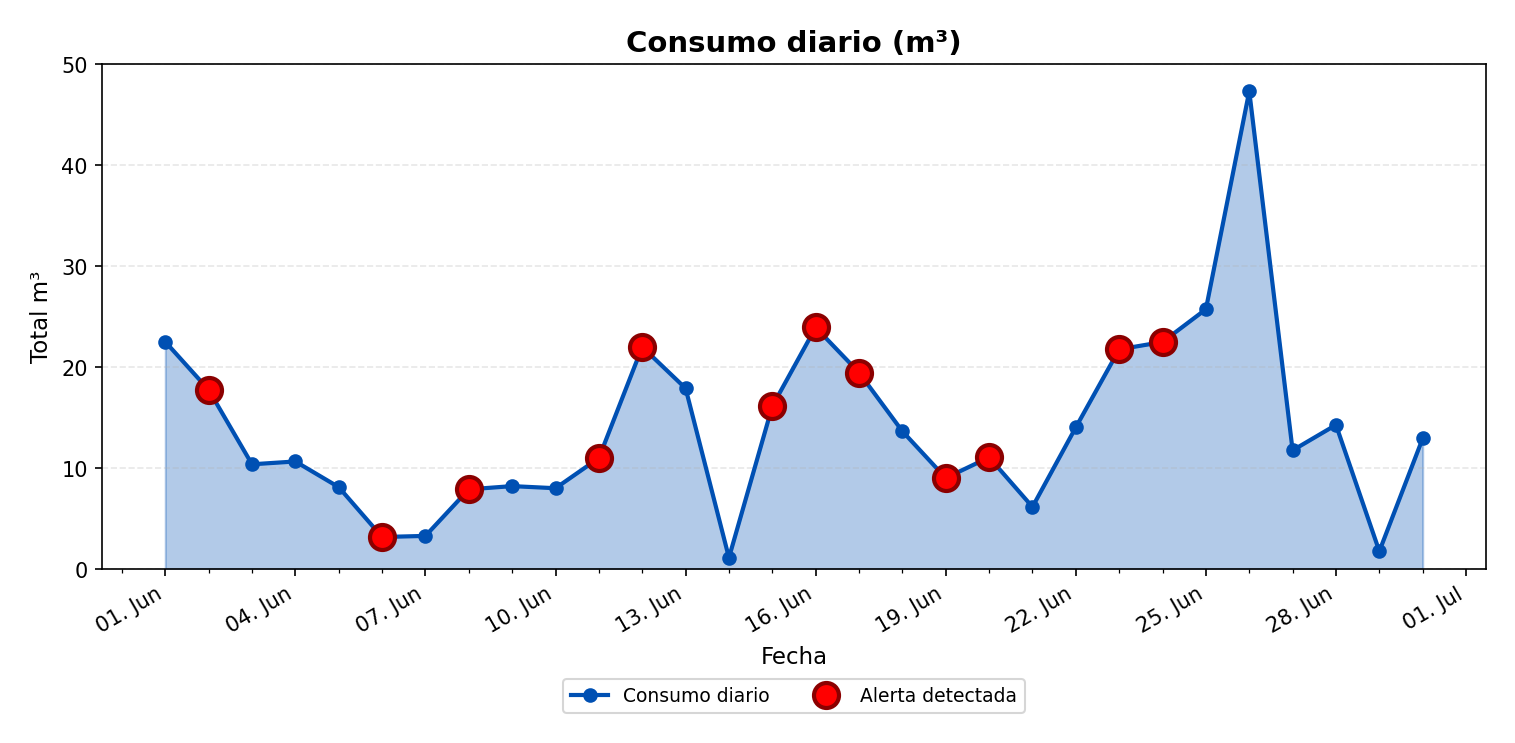 Consumo diario (m³)
Total m³
50
40
30
20
10
0
01. Jun
04. Jun
07. Jun
10. Jun
13. Jun
16. Jun
19. Jun
22. Jun
25. Jun
28. Jun
01. Jul
Fecha
Consumo diario
Alerta detectada